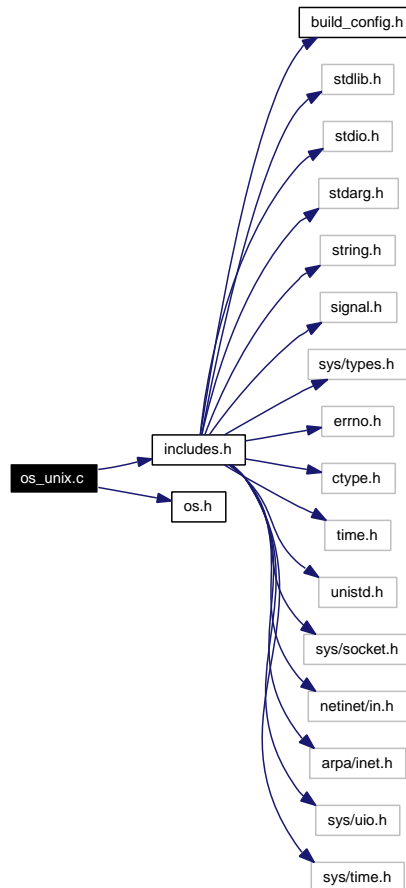 build_config.h
stdlib.h
stdio.h
stdarg.h
string.h
signal.h
sys/types.h
errno.h
includes.h
ctype.h
os_unix.c
os.h
time.h
unistd.h
sys/socket.h
netinet/in.h
arpa/inet.h
sys/uio.h
sys/time.h